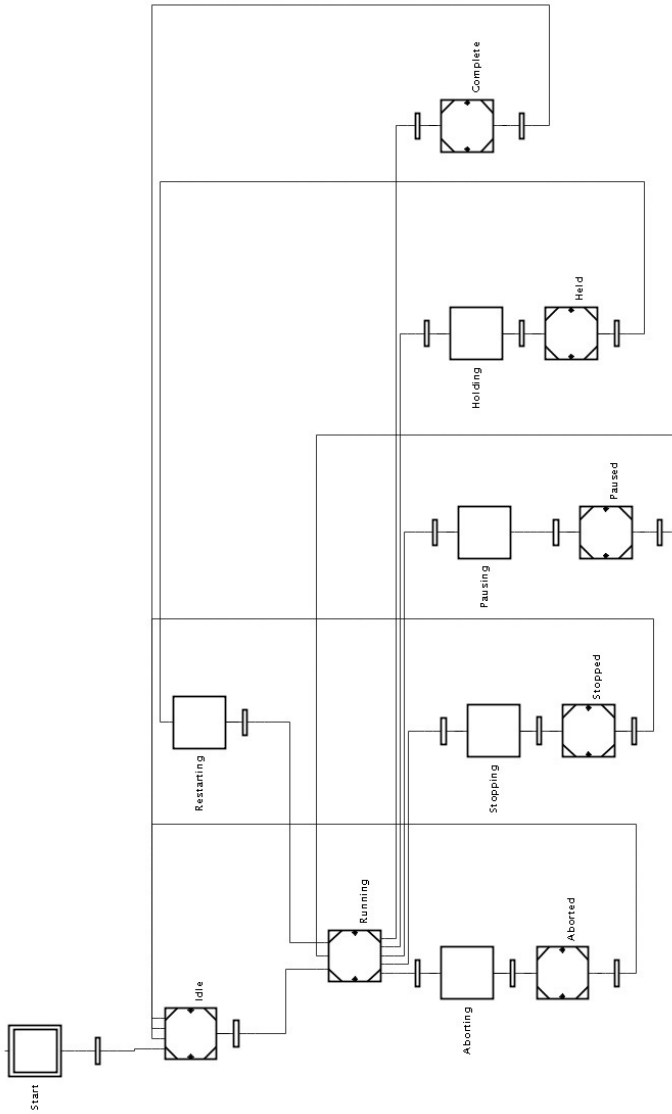 Start
Idle
Restarting
Running
Aborting
Aborted
Stopping
Stopped
Pausing
Paused
Holding
Held
Complete